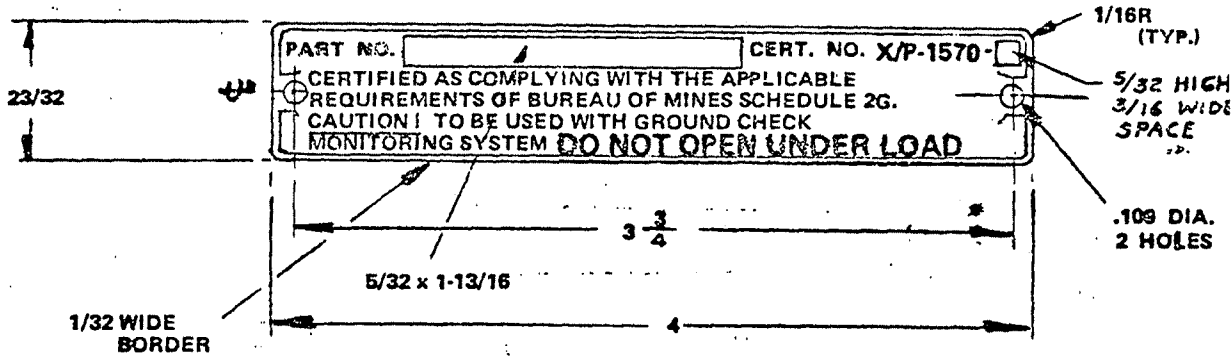 1/16R
(TYP.)
PART NO. CERT. NO. X/P-1570-
5/32 HIGH
3/16 WIDE
SPACE
23/32
CERTIFIED AS COMPLYING WITH THE APPLICABLE
REQUIREMENTS OF BUREAU OF MINES SCHEDULE 2G.
CAUTION! TO BE USED WITH GROUND CHECK
MONITORING SYSTEM DO NOT OPEN UNDER LOAD
.109 DIA.
2 HOLES
3 3/4
5/32 x 1-13/16
1/32 WIDE
BORDER
4